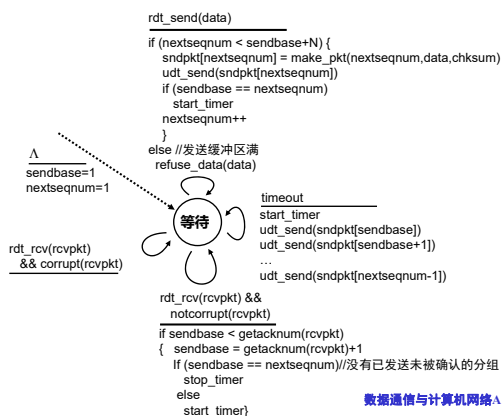 rdt_send(data)
if (nextseqnum < sendbase+N) {
sndpkt[nextseqnum] = make_pkt(nextseqnum,data,chksum)
udt_send(sndpkt[nextseqnum])
if (sendbase == nextseqnum)
start_timer
nextseqnum++
}
else //发送缓冲区满
refuse_data(data)
Λ
sendbase=1
nextseqnum=1
等待
timeout
start_timer
udt_send(sndpkt[sendbase])
udt_send(sndpkt[sendbase+1])
…
udt_send(sndpkt[nextseqnum-1])
rdt_rcv(rcvpkt)
&& corrupt(rcvpkt)
rdt_rcv(rcvpkt) &&
notcorrupt(rcvpkt)
if sendbase < getacknum(rcvpkt)
{ sendbase = getacknum(rcvpkt)+1
If (sendbase == nextseqnum)//没有已发送未被确认的分组
stop_timer
else
start_timer}
数据通信与计算机网络A